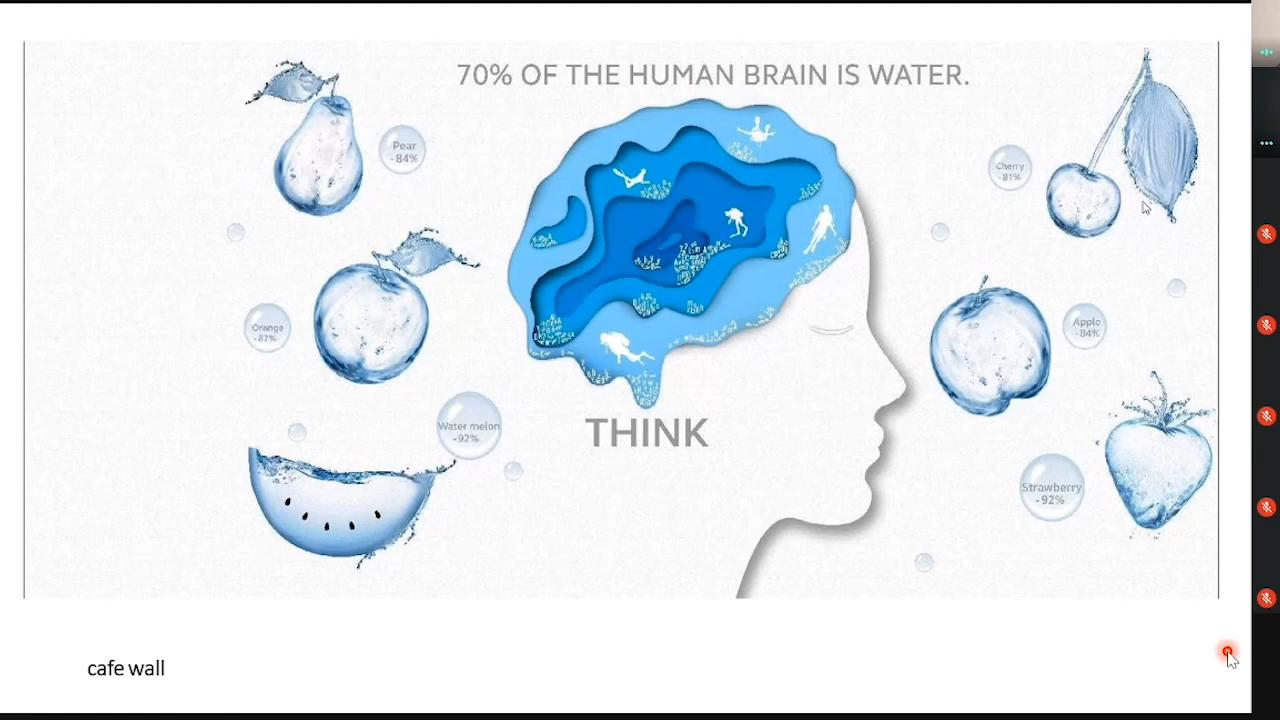 70% OF THE HUMAN BRAIN IS WATER.
Pear
-84%
Cherry
-81%
Orange
-87%
Apple
-84%
Water melon
-92%
THINK
Strawberry
-92%
cafe wall